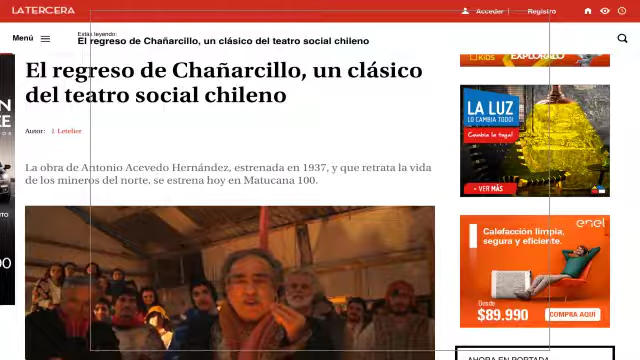 LATERCERA
Acceder | Registro
Menú
Estás leyendo:
El regreso de Chañarcillo, un clásico del teatro social chileno
El regreso de Chañarcillo, un clásico
del teatro social chileno
Autor: J. Letelier
La obra de Antonio Acevedo Hernández, estrenada en 1937, y que retrata la vida
de los mineros del norte, se estrena hoy en Matucana 100.
KIDS
LA LUZ
LO CAMBIA TODO!
Cambia la tuya!
+ VER MÁS
enel
Calefacción limpia,
segura y eficiente.
Desde
$89.990
COMPRA AQUÍ
AHORA EN PORTADA